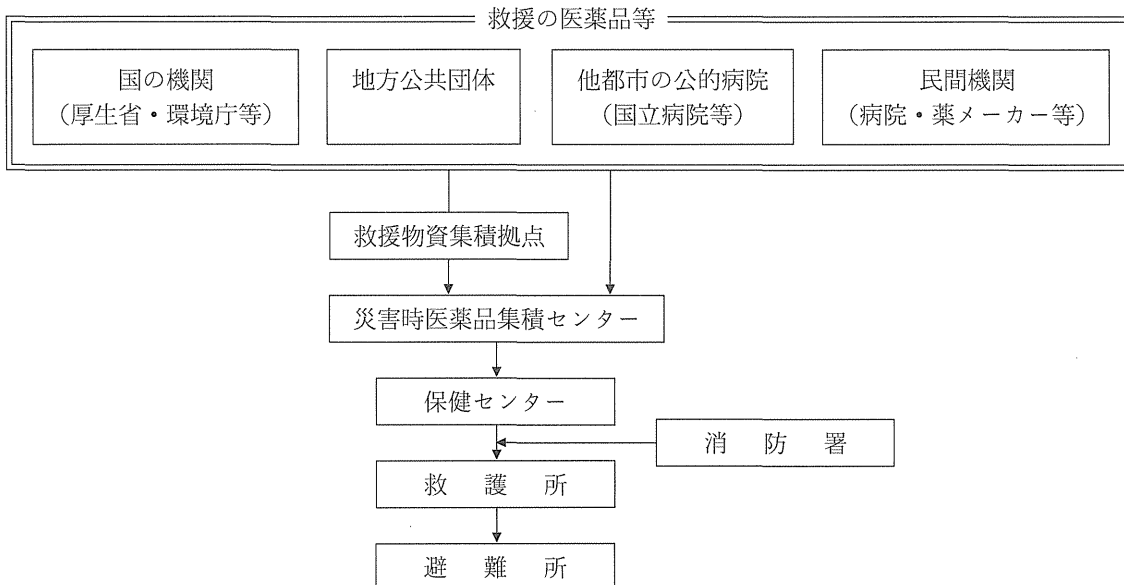 救援の医薬品等
国の機関
（厚生省・環境庁等）
地方公共団体
他都市の公的病院
（国立病院等）
民間機関
（病院・薬メーカー等）
救援物資集積拠点
災害時医薬品集積センター
保健センター
消　防　署
救　護　所
避　難　所